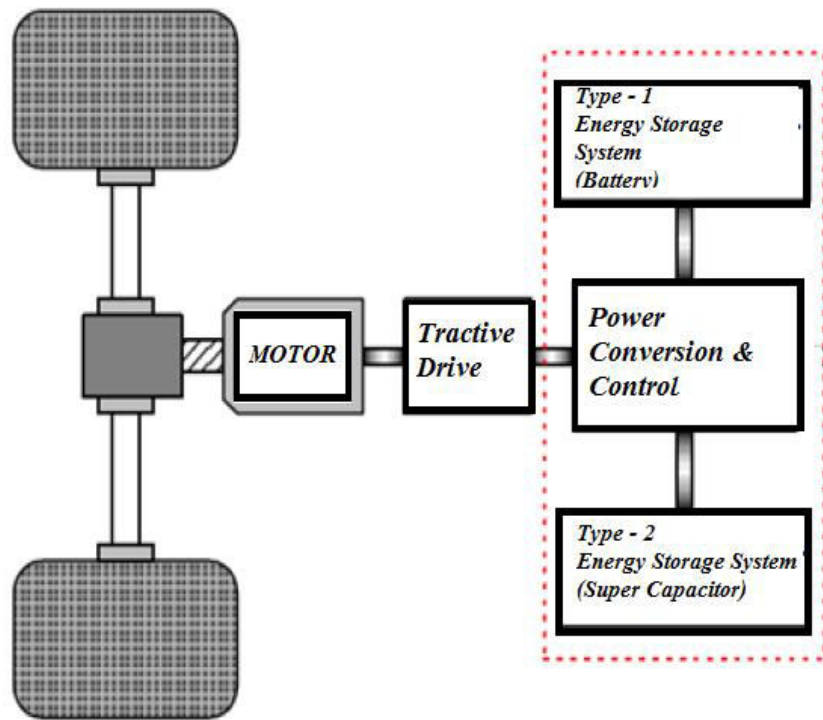 Type - 1
Energy Storage
System
(Battery)
MOTOR
Tractive
Drive
Power
Conversion &
Control
Type - 2
Energy Storage System
(Super Capacitor)